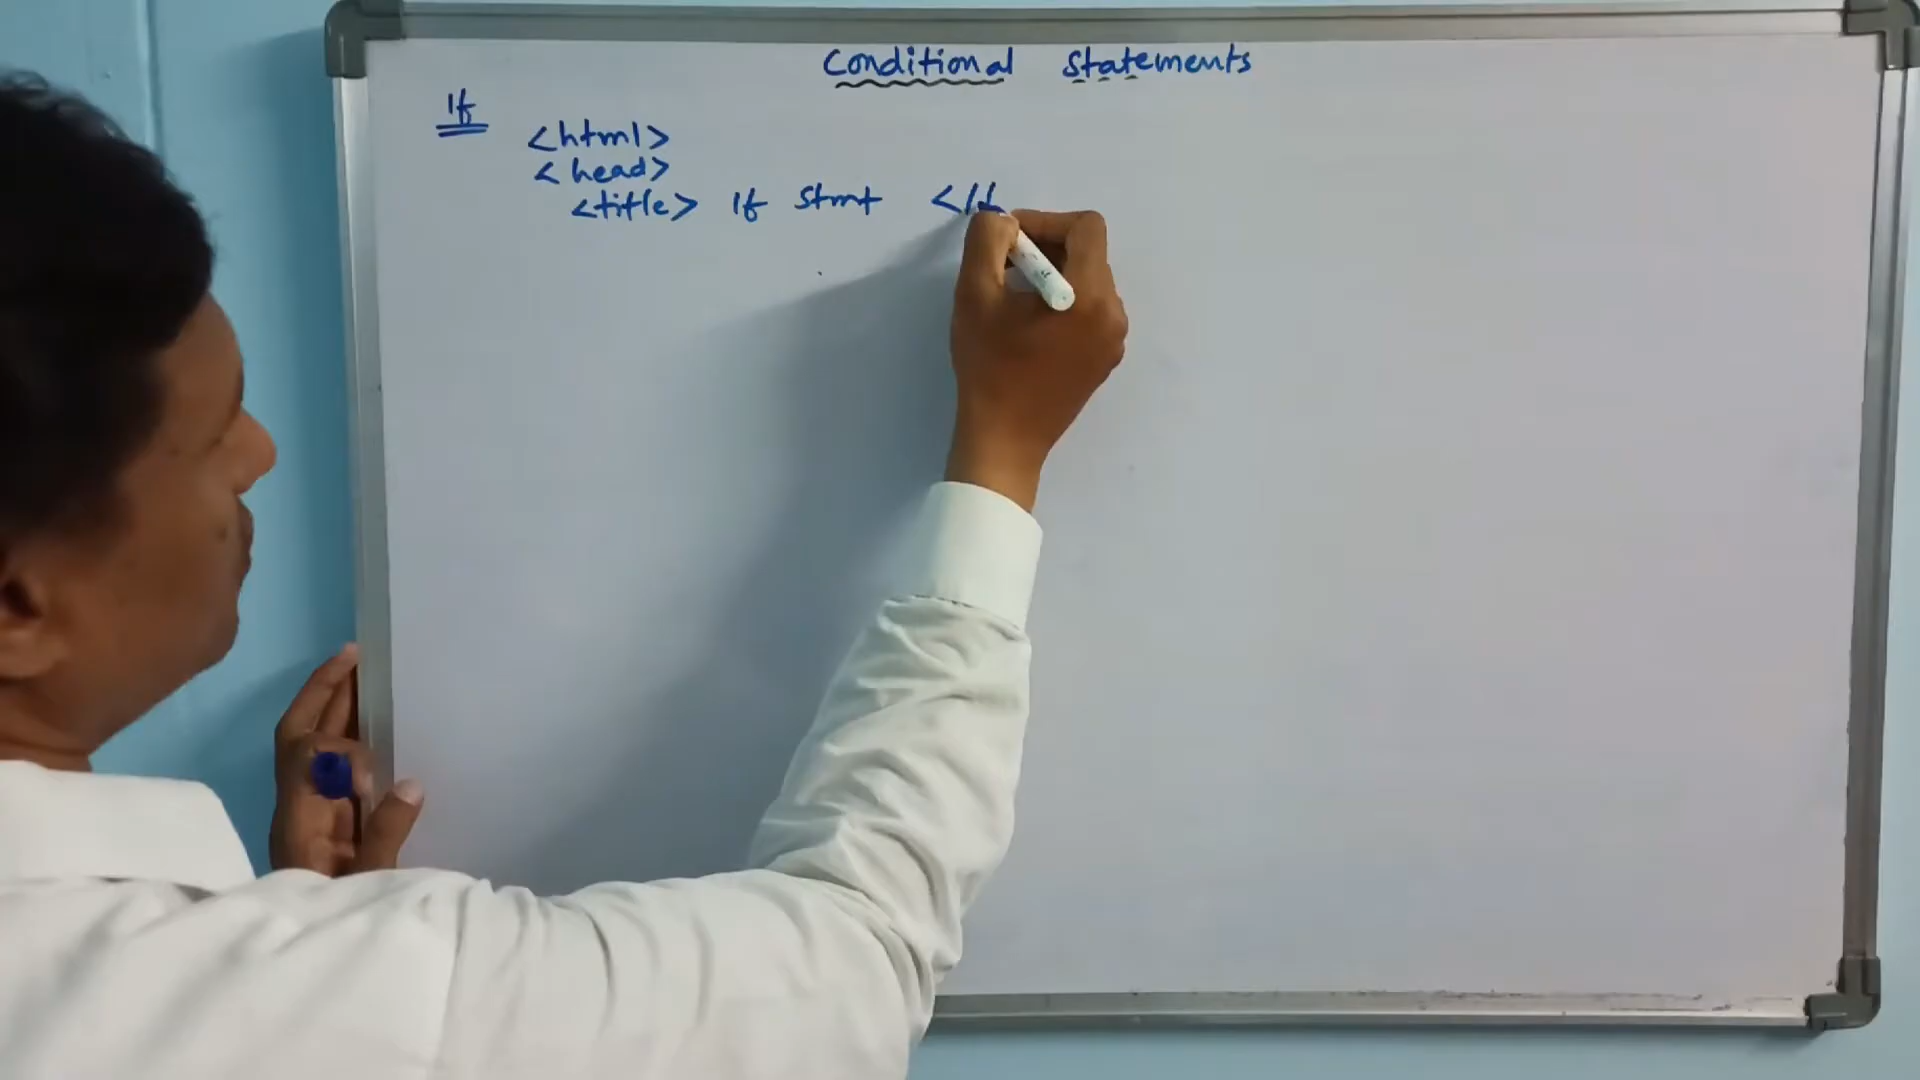 Conditional Statements
If
<html>
<head>
<title> If Stmt </t